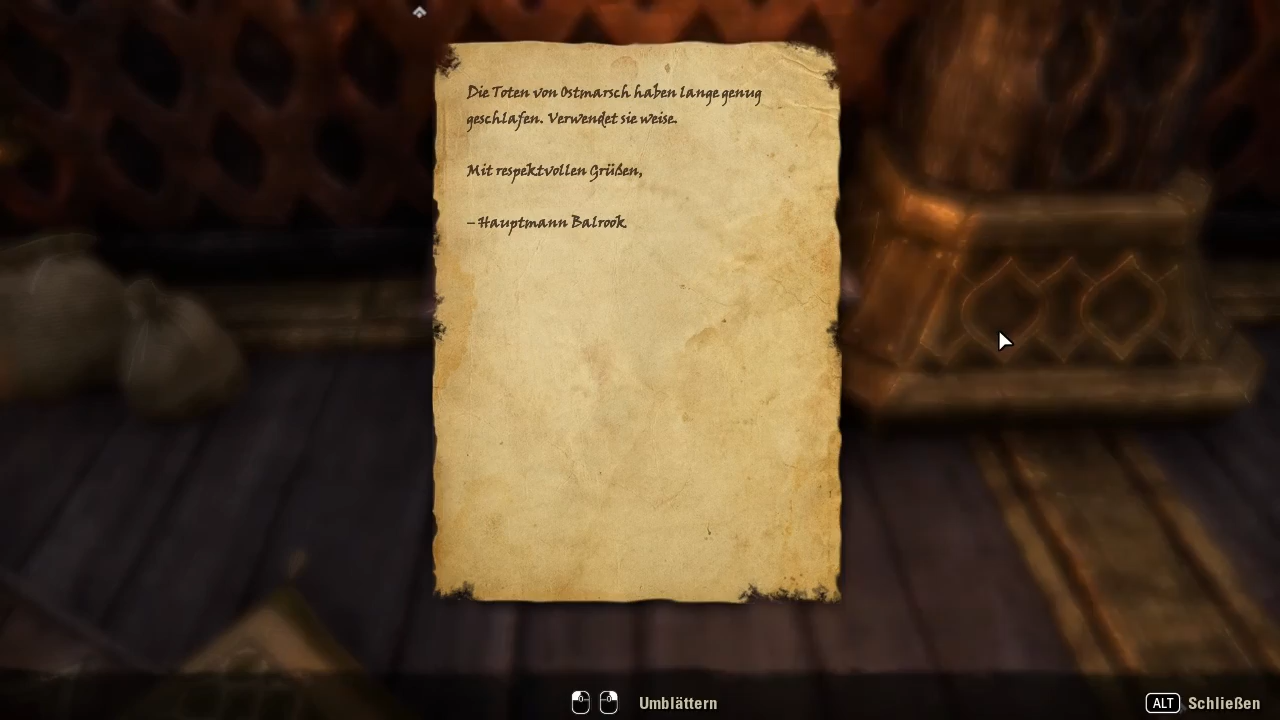 Die Toten von Ostmarsch haben lange genug
geschlafen. Verwendet sie weise.
Mit respektvollen Grüßen,
– Hauptmann Balrook
Umblättern
ALT Schließen